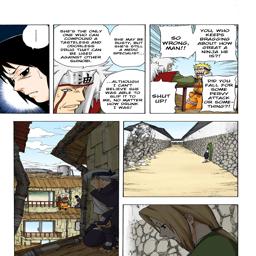 YOU, WHO
KEEPS
BRAGGING
ABOUT HOW
GREAT A
NINJA HE
IS?!
SO
WRONG,
MAN!!
DID YOU
FALL FOR
SOME
PERVY
ATTACK
OR SOME-
THING?!
SHUT
UP!
SHE MAY
BE
RUSTY, BUT
SHE'S STILL
A MEDIC
SPECIALIST.
SHE'S THE
ONLY ONE
WHO CAN
COMPOUND A
TASTELESS AND
ODORLESS
DRUG THAT
CAN BE USED
AGAINST
OTHER
SHINOBI.
ALTHOUGH
I CAN'T
BELIEVE SHE
WAS ABLE TO
SLIP IT TO
ME, NO MATTER
HOW DRUNK
I WAS!